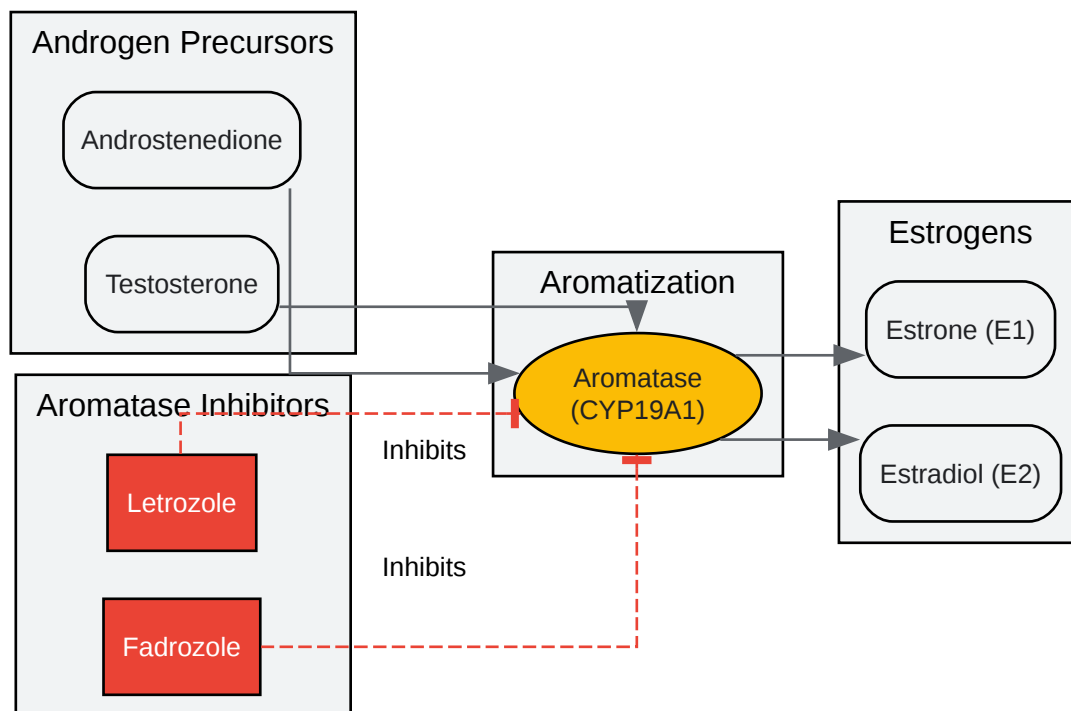 Androgen Precursors
Androstenedione
Testosterone
Aromatase Inhibitors
Letrozole
Fadrozole
Inhibits
Inhibits
Aromatization
Aromatase
(CYP19A1)
Estrogens
Estrone (E1)
Estradiol (E2)